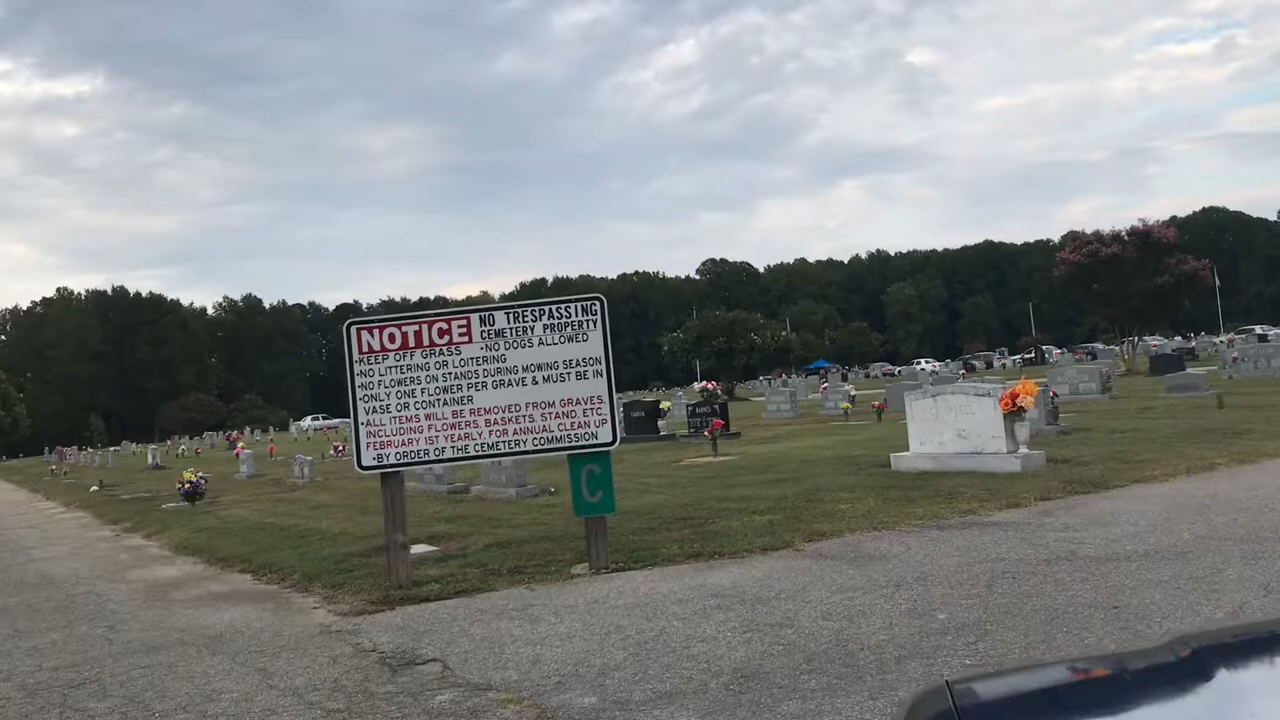 NOTICE NO TRESPASSING
CEMETERY PROPERTY
•KEEP OFF GRASS •NO DOGS ALLOWED
•NO LITTERING OR LOITERING
•NO FLOWERS ON STANDS DURING MOWING SEASON
•ONLY ONE FLOWER PER GRAVE & MUST BE IN
VASE OR CONTAINER
•ALL ITEMS WILL BE REMOVED FROM GRAVES,
INCLUDING FLOWERS, BASKETS, STAND, ETC.,
FEBRUARY 1ST YEARLY, FOR ANNUAL CLEAN UP
•BY ORDER OF THE CEMETERY COMMISSION
C
BARNES